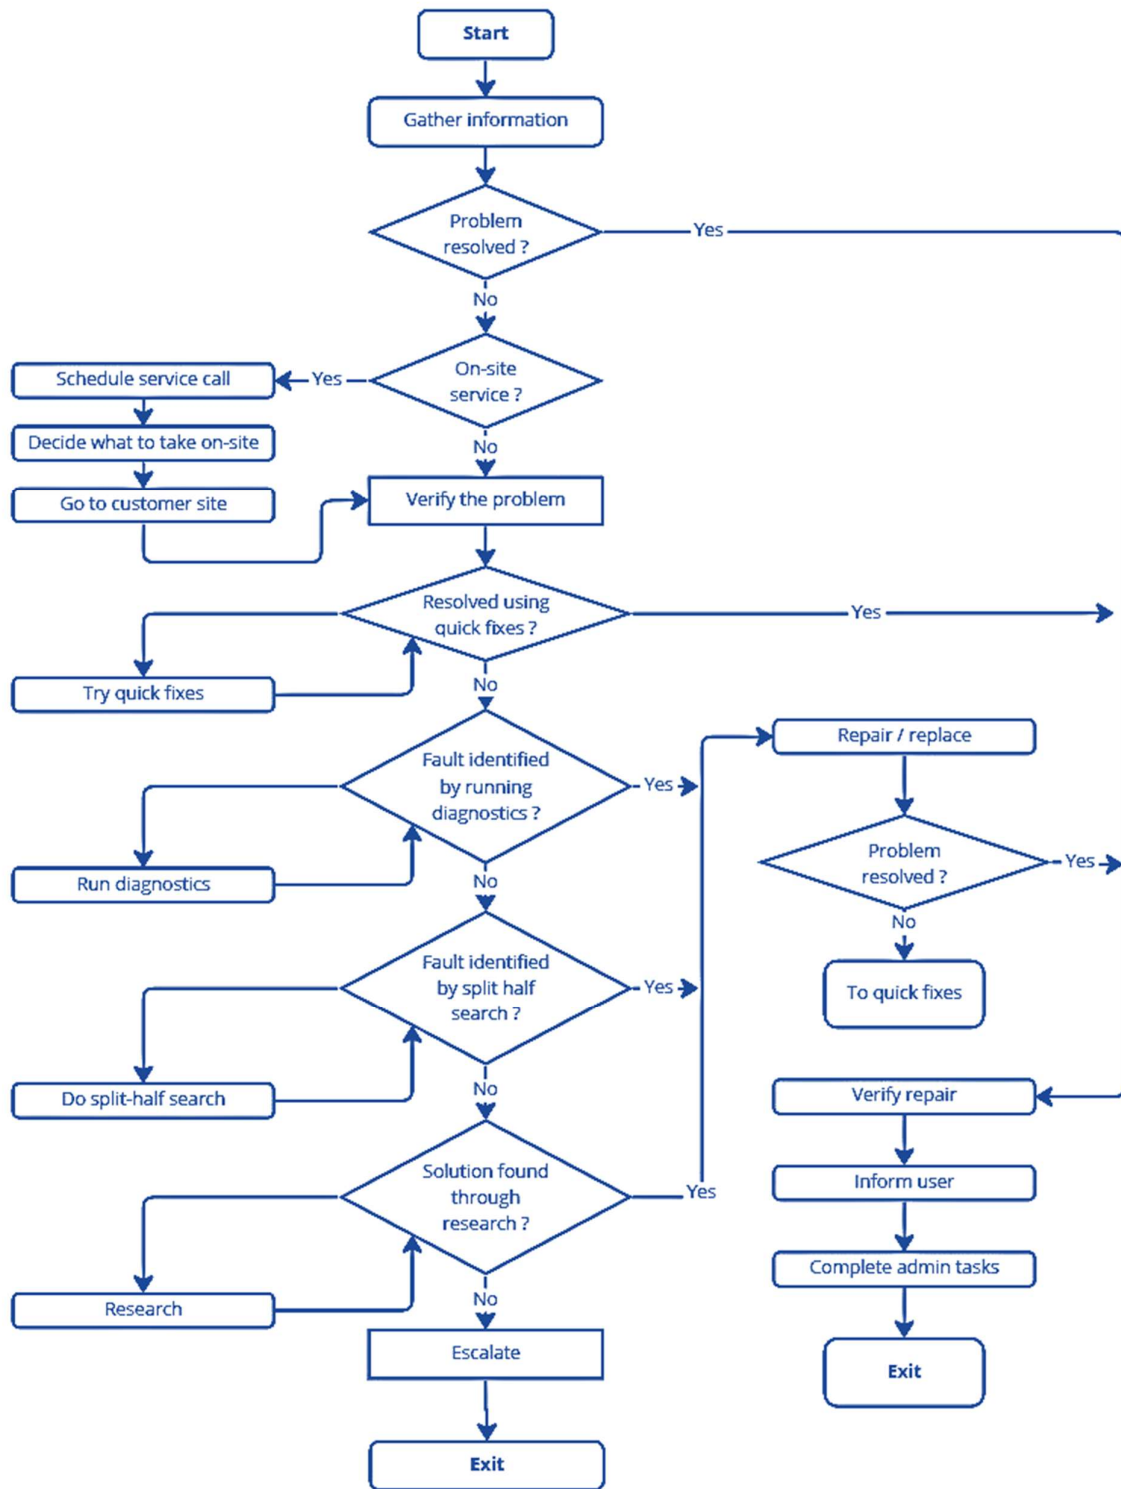 Start
Gather information
Problem
resolved ?
Yes
No
On-site
service ?
Yes
Schedule service call
Decide what to take on-site
Go to customer site
No
Verify the problem
Resolved using
quick fixes ?
Yes
Try quick fixes
No
Fault identified
by running
diagnostics ?
Yes
Run diagnostics
No
Fault identified
by split half
search ?
Yes
Do split-half search
No
Solution found
through
research ?
Yes
Research
No
Escalate
Exit
Repair / replace
Problem
resolved ?
Yes
No
To quick fixes
Verify repair
Inform user
Complete admin tasks
Exit